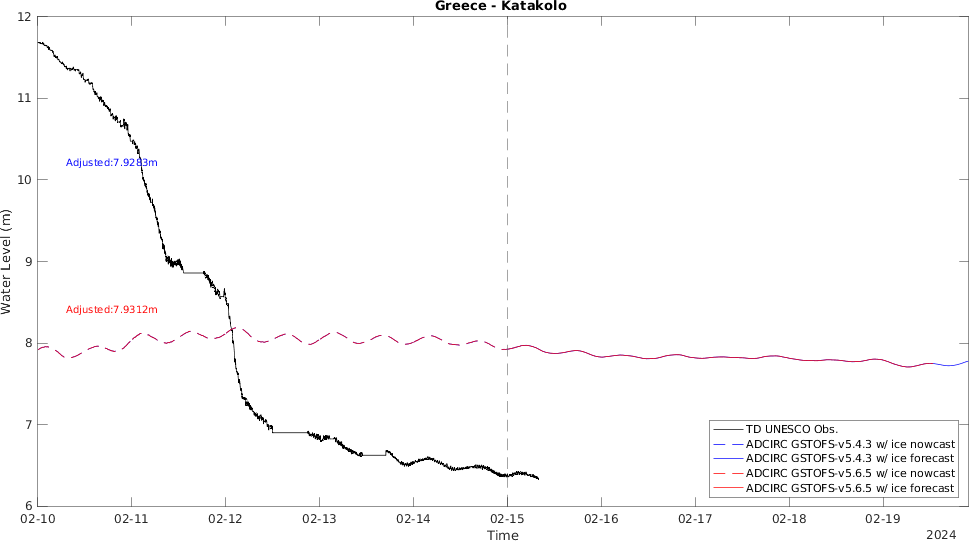 Greece - Katakolo
12
11
10
9
8
7
6
Water Level (m)
Adjusted:7.9283m
Adjusted:7.9312m
TD UNESCO Obs.
ADCIRC GSTOFS-v5.4.3 w/ ice nowcast
ADCIRC GSTOFS-v5.4.3 w/ ice forecast
ADCIRC GSTOFS-v5.6.5 w/ ice nowcast
ADCIRC GSTOFS-v5.6.5 w/ ice forecast
02-10 02-11 02-12 02-13 02-14 02-15 02-16 02-17 02-18 02-19
Time
2024